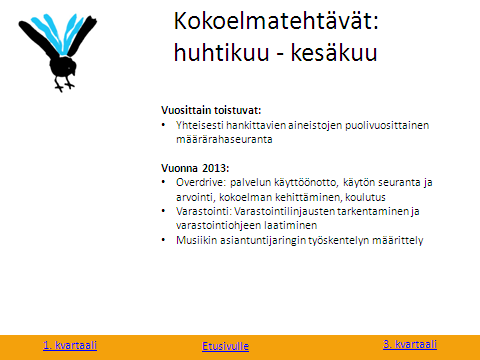 Kokoelmatehtävät:
huhtikuu - kesäkuu
Vuosittain toistuvat:
• Yhteisesti hankittavien aineistojen puolivuosittainen
määrärahaseuranta
Vuonna 2013:
• Overdrive: palvelun käyttöönotto, käytön seuranta ja
arvointi, kokoelman kehittäminen, koulutus
• Varastointi: Varastointilinjausten tarkentaminen ja
varastointiohjeen laatiminen
• Musiikin asiantuntijaringin työskentelyn määrittely
1. kvartaali
Etusivulle
3. kvartaali